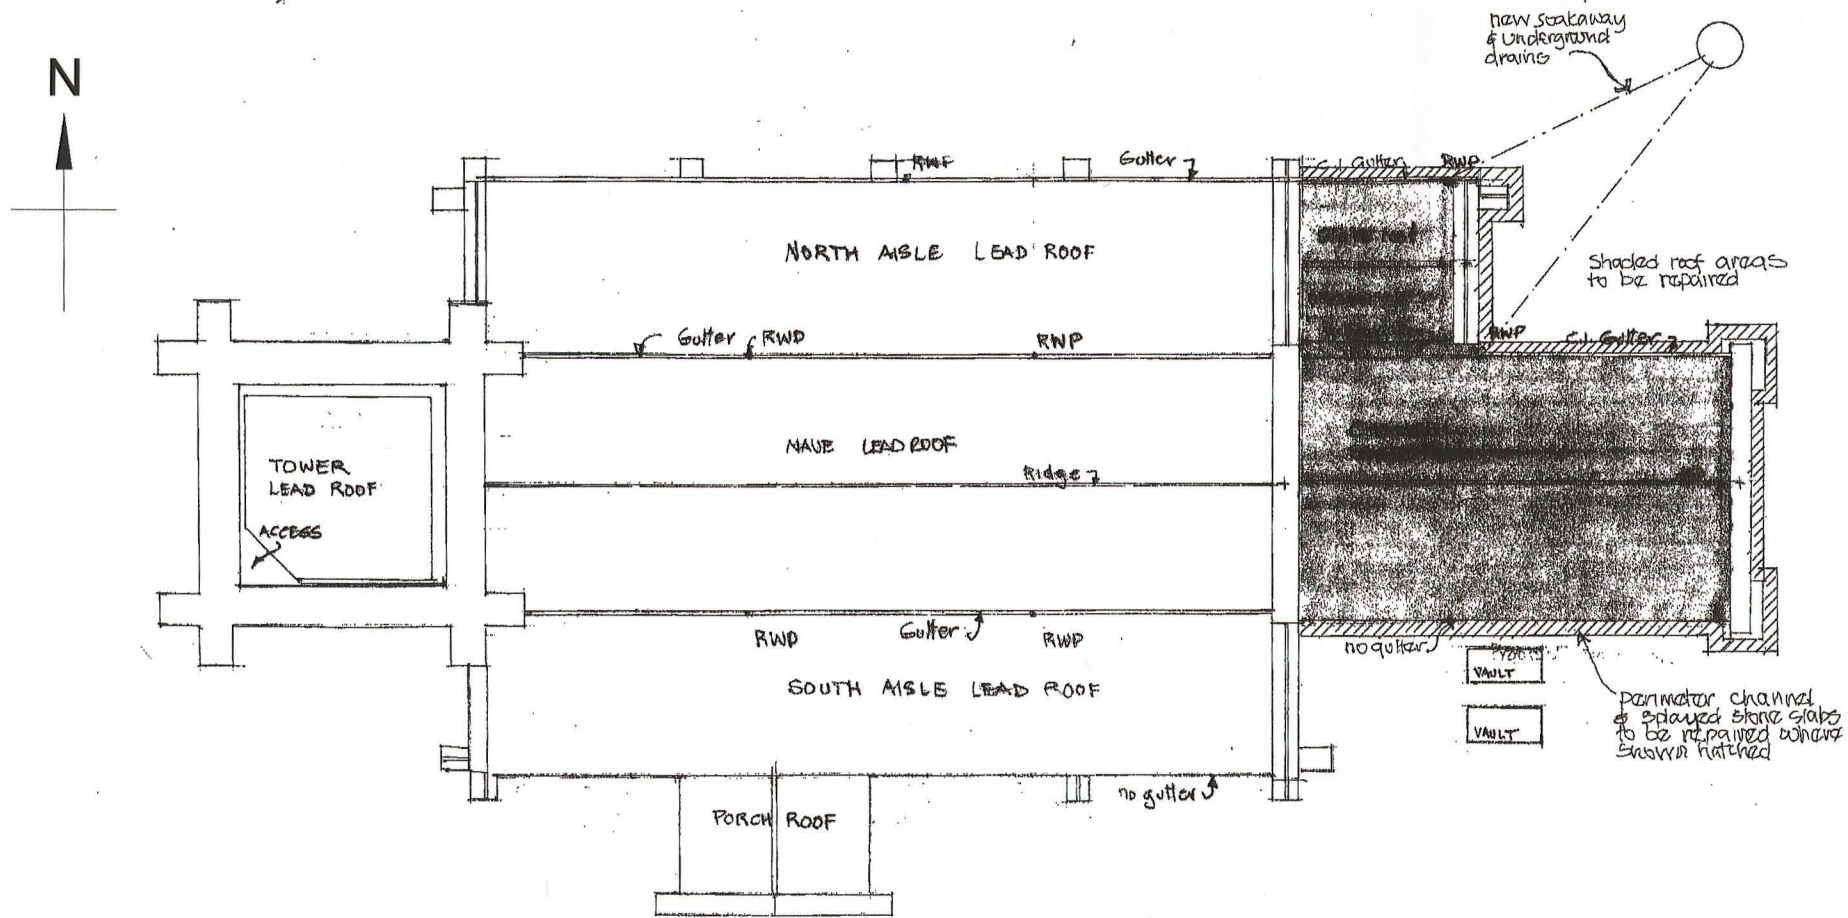 new soakaway
& underground
drains
N
RWP
Gutter
C.I. Gutter
RWP
NORTH AISLE LEAD ROOF
Shaded roof areas
to be repaired
Gutter
RWP
RWP
RWP
C.I. Gutter
NAVE LEAD ROOF
TOWER
LEAD ROOF
Ridge
ACCESS
RWP
Gutter
RWP
no gutter
VAULT
SOUTH AISLE LEAD ROOF
perimeter channel
& splayed stone slabs
to be repaired where
shown hatched
VAULT
no gutter
PORCH ROOF